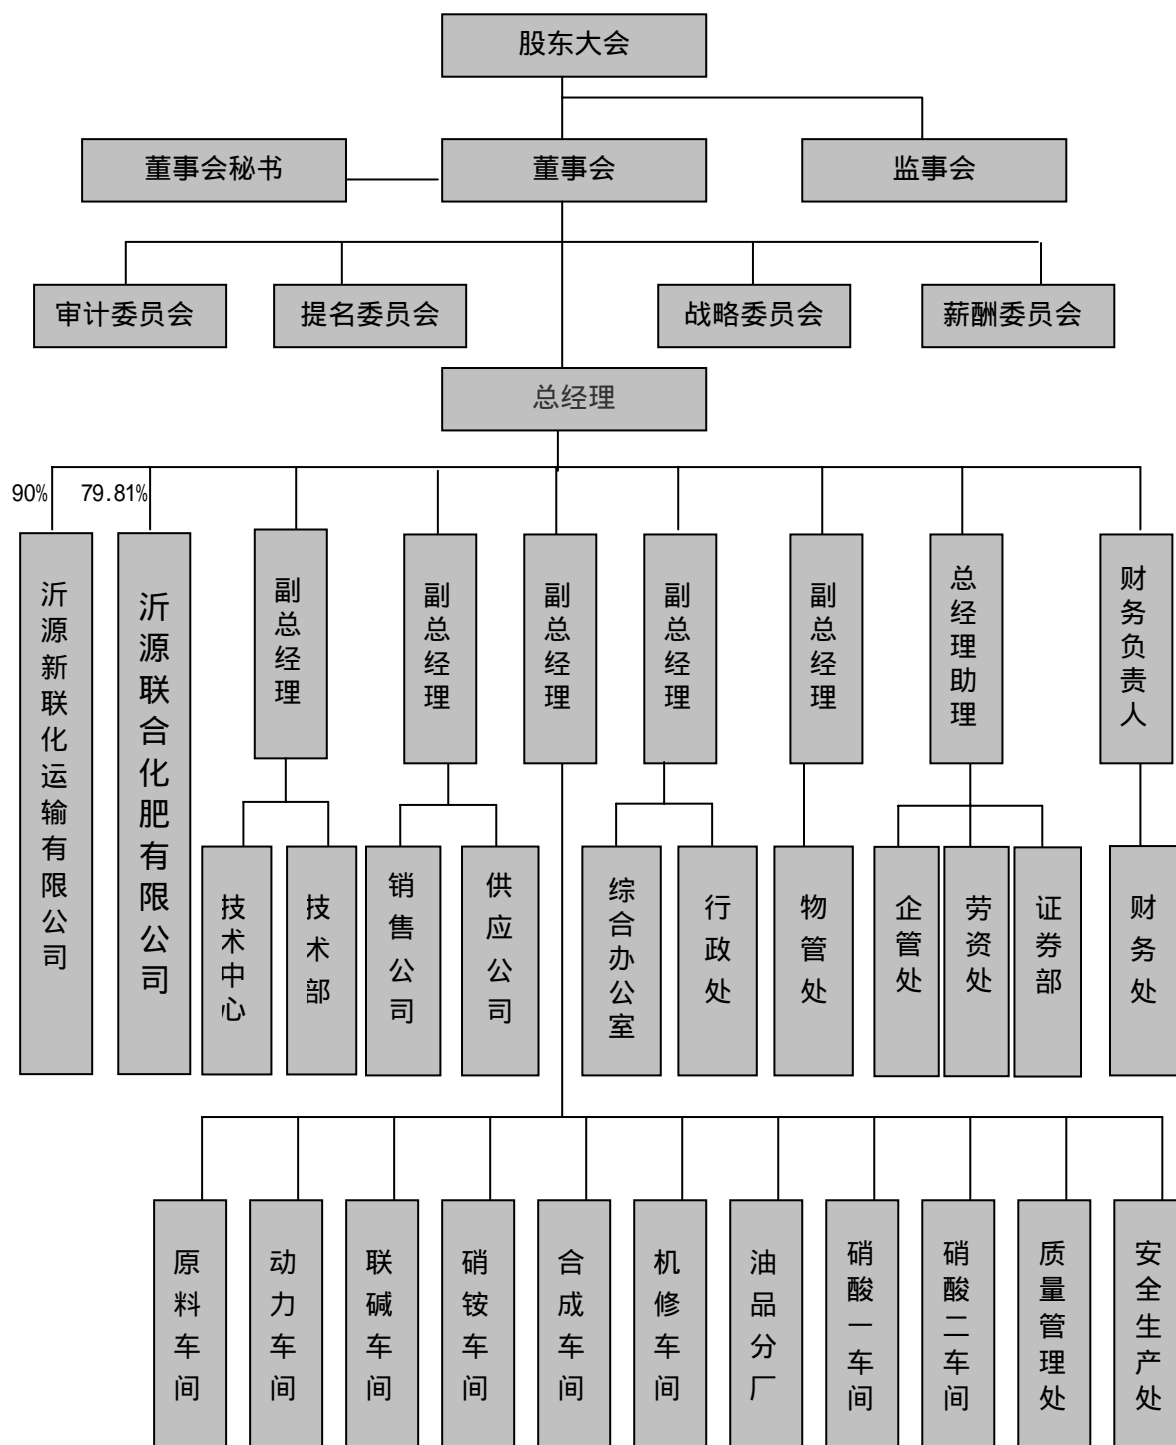 股东大会
董事会秘书
董事会
监事会
审计委员会
提名委员会
战略委员会
薪酬委员会
总经理
90%
79.81%
沂源新联化运输有限公司
沂源联合化肥有限公司
副总经理
副总经理
副总经理
副总经理
副总经理
总经理助理
财务负责人
技术中心
技术部
销售公司
供应公司
综合办公室
行政处
物管处
企管处
劳资处
证券部
财务处
原料车间
动力车间
联碱车间
硝铵车间
合成车间
机修车间
油品分厂
硝酸一车间
硝酸二车间
质量管理处
安全生产处